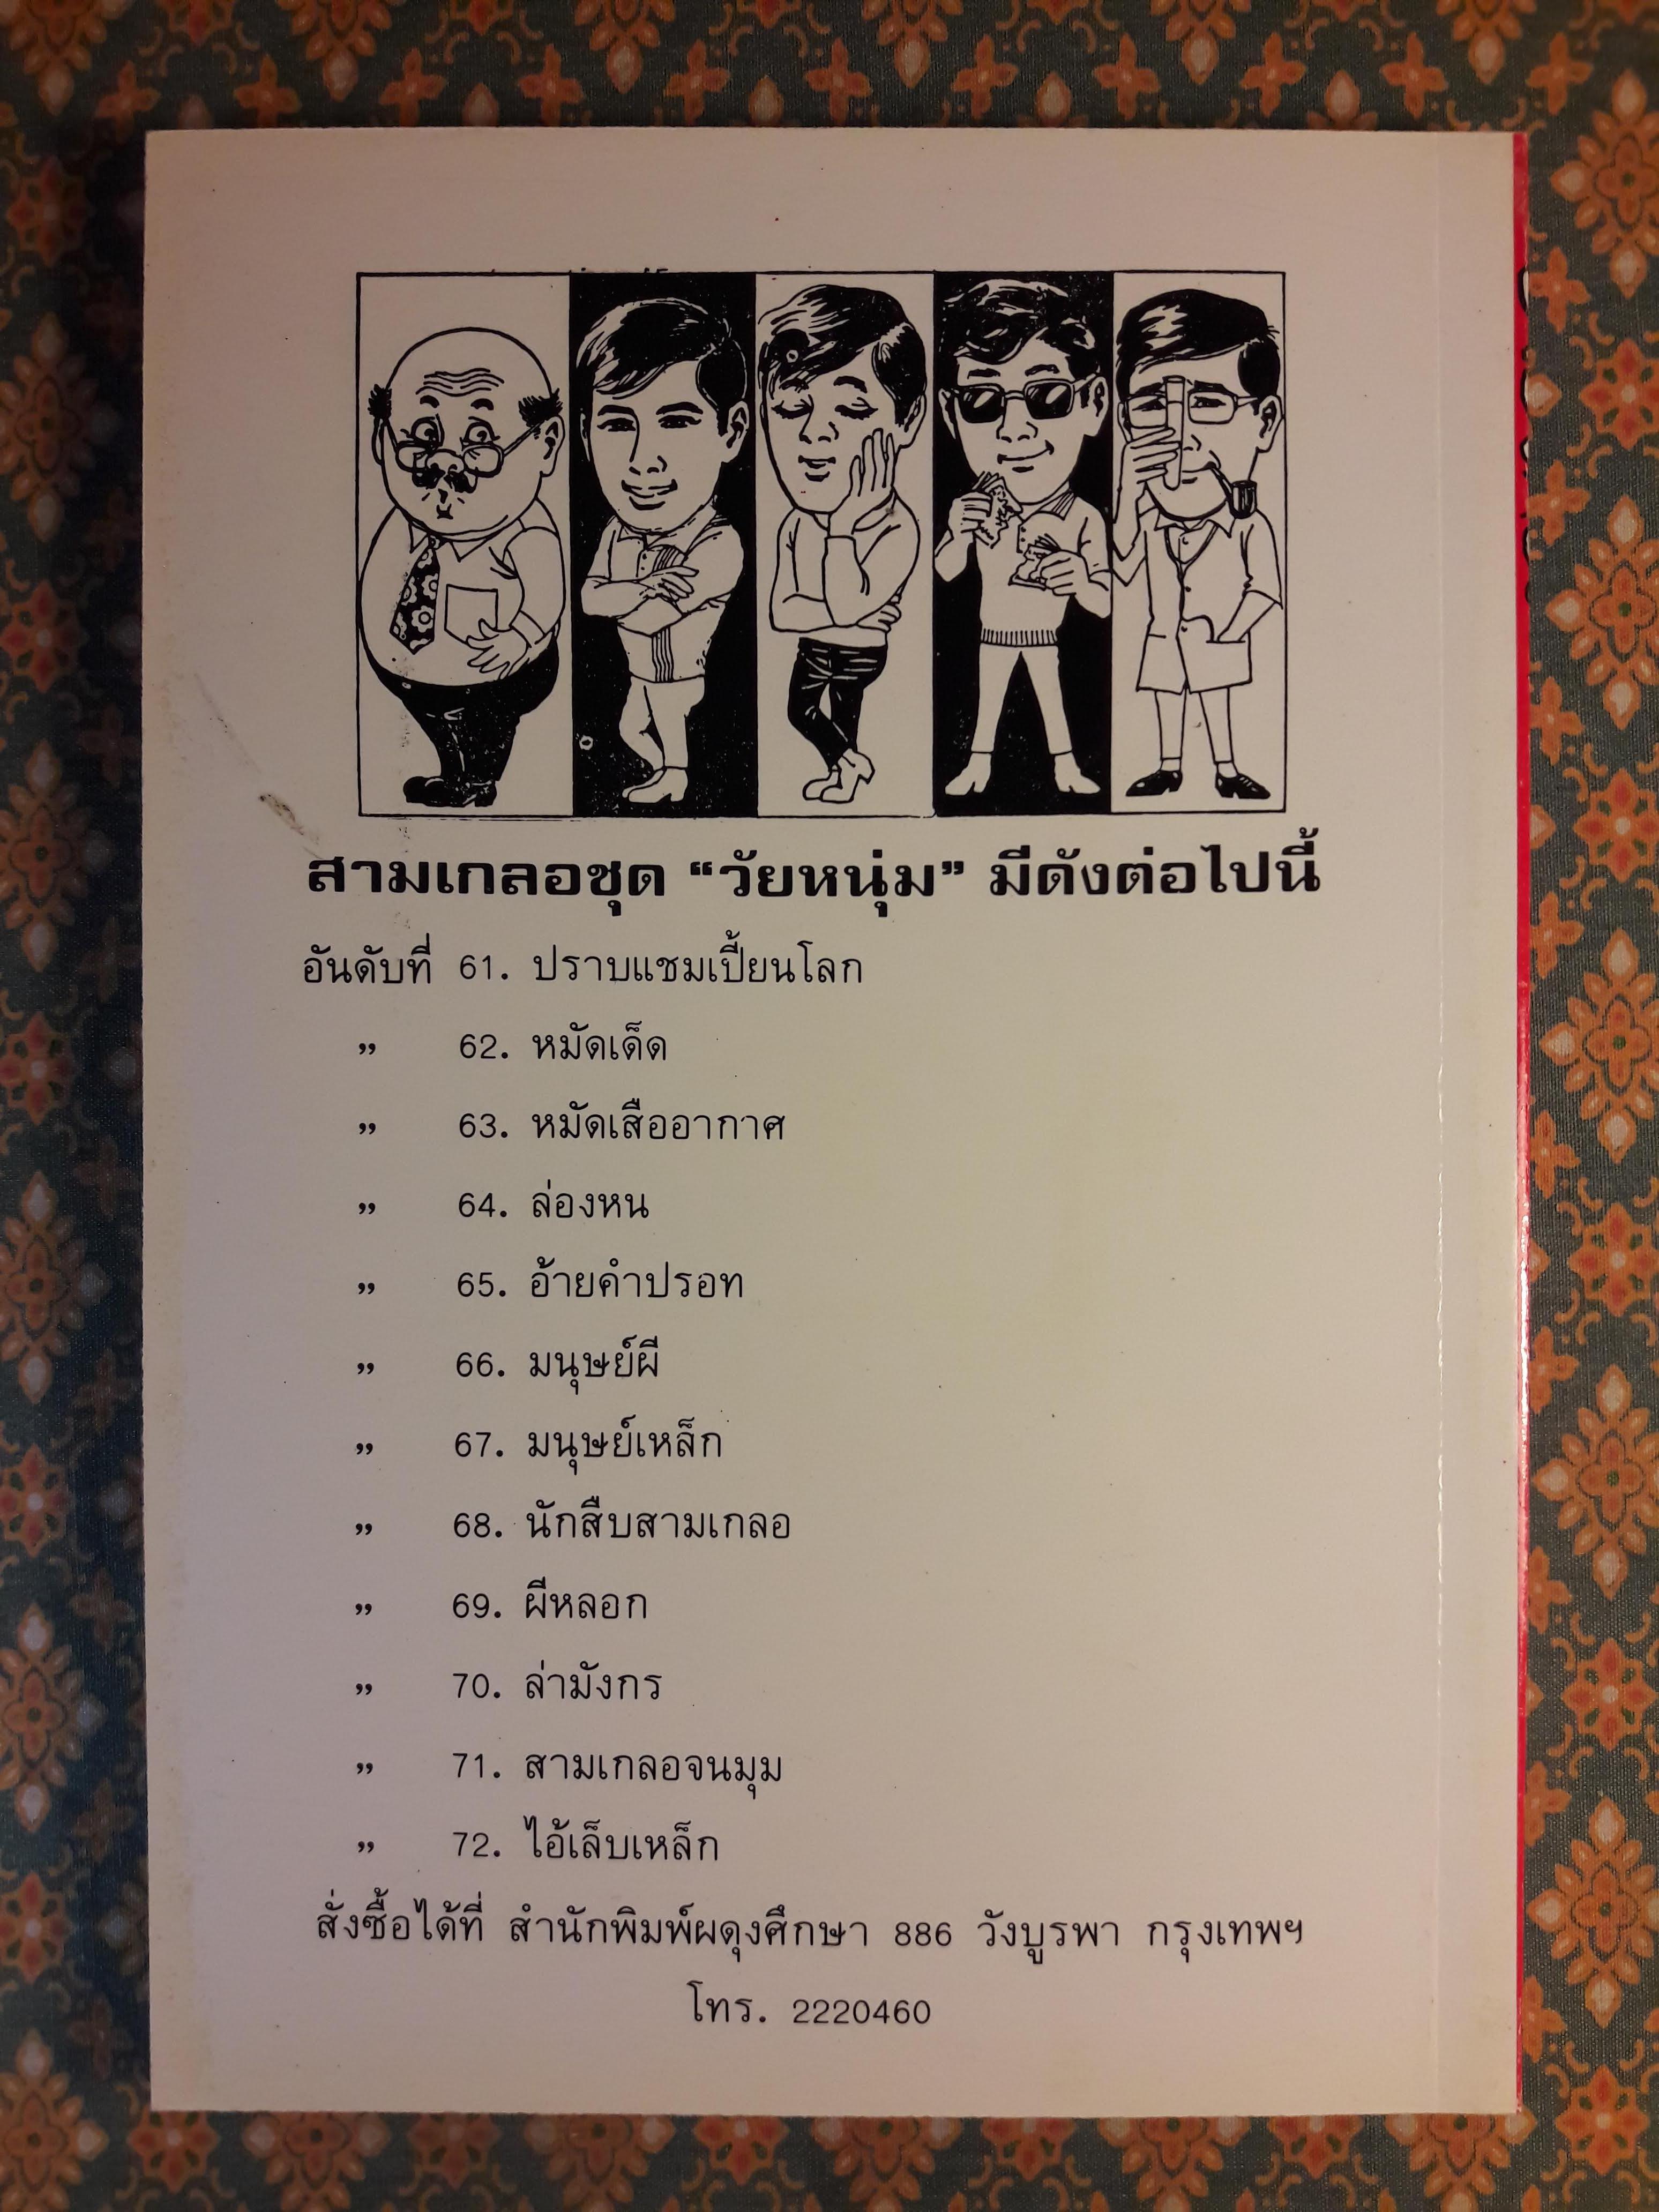 สามเกลอชุด “วัยหนุ่ม” มีดังต่อไปนี้
อันดับที่ 61. ปราบแชมเปี้ยนโลก
” 62. หมัดเด็ด
” 63. หมัดเสืออากาศ
” 64. ล่องหน
” 65. อ้ายคำปรอท
” 66. มนุษย์ผี
” 67. มนุษย์เหล็ก
” 68. นักสืบสามเกลอ
” 69. ผีหลอก
” 70. ล่ามังกร
” 71. สามเกลอจนมุม
” 72. ไอ้เล็บเหล็ก
สั่งซื้อได้ที่ สำนักพิมพ์ผดุงศึกษา 886 วังบูรพา กรุงเทพฯ
โทร. 2220460